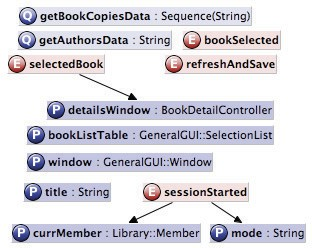 Q getBookCopiesData : Sequence(String)
Q getAuthorsData : String E bookSelected
E selectedBook E refreshAndSave
P detailsWindow : BookDetailController
P bookListTable : GeneralGUI::SelectionList
P window : GeneralGUI::Window
P title : String E sessionStarted
P currMember : Library::Member P mode : String